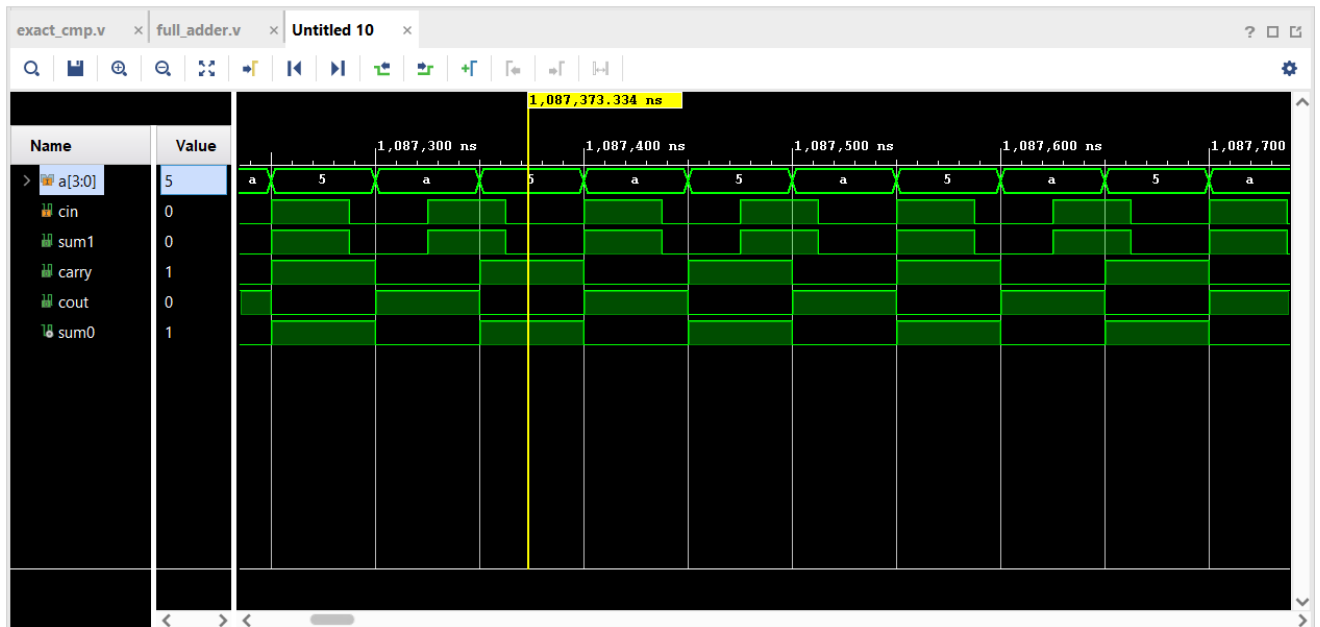 exact_cmp.v × full_adder.v × Untitled 10 × ?
1,087,373.334 ns
Name Value 1,087,300 ns 1,087,400 ns 1,087,500 ns 1,087,600 ns 1,087,700
> a[3:0] 5 a 5 a 5 a 5 a 5 a 5 a
cin 0
sum1 0
carry 1
cout 0
sum0 1